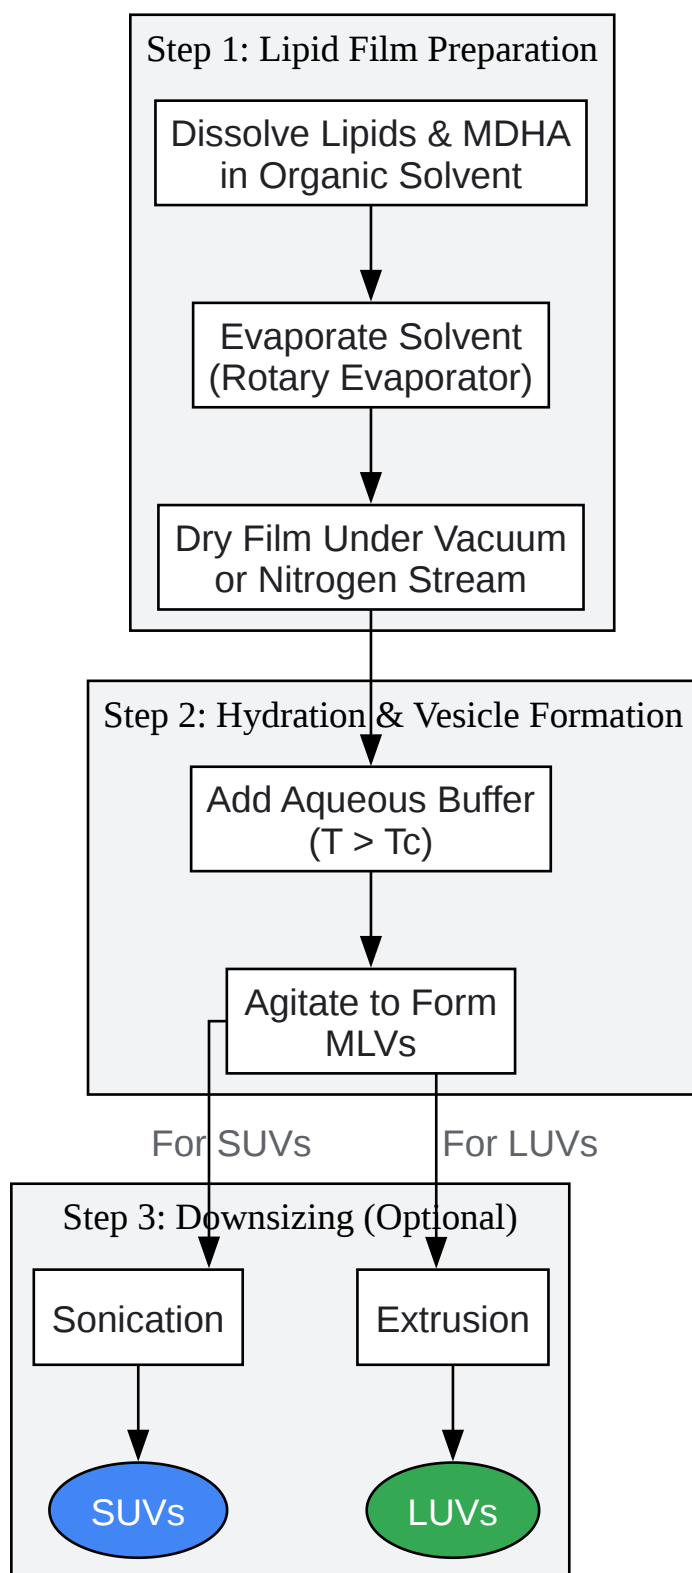 Step 1: Lipid Film Preparation
Dissolve Lipids & MDHA
in Organic Solvent
Evaporate Solvent
(Rotary Evaporator)
Dry Film Under Vacuum
or Nitrogen Stream
Step 2: Hydration & Vesicle Formation
Add Aqueous Buffer
(T > Tc)
Agitate to Form
MLVs
For SUVs
For LUVs
Step 3: Downsizing (Optional)
Sonication
Extrusion
SUVs
LUVs